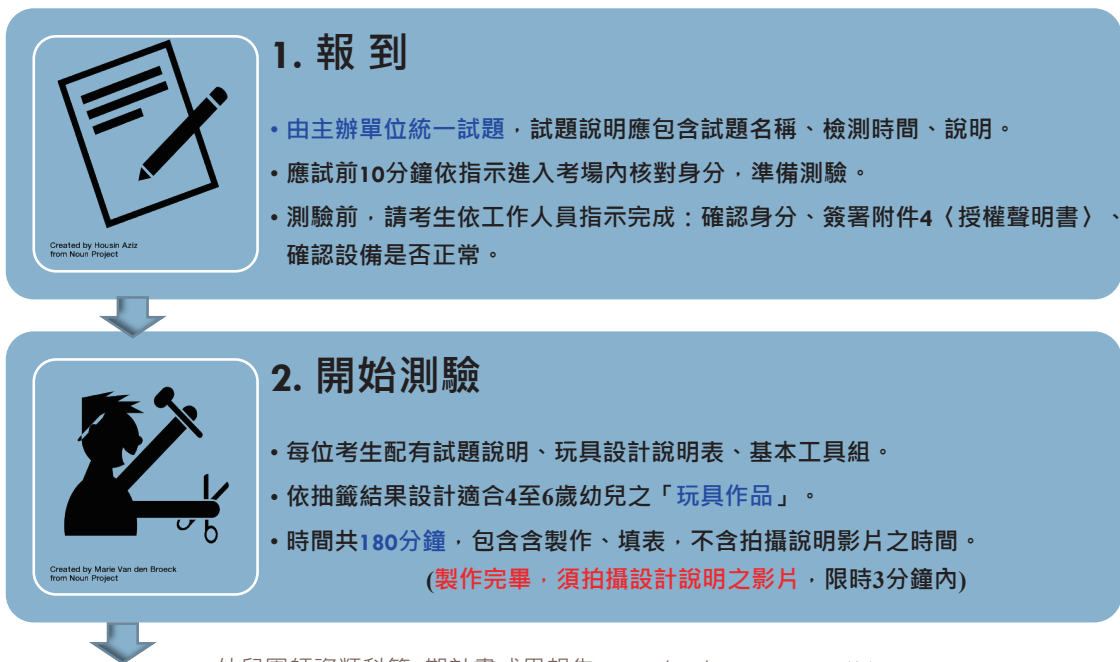 1. 報 到
• 由主辦單位統一試題，試題說明應包含試題名稱、檢測時間、說明。
• 應試前10分鐘依指示進入考場內核對身分，準備測驗。
• 測驗前，請考生依工作人員指示完成：確認身分、簽署附件4〈授權聲明書〉、
確認設備是否正常。
Created by Housin Aziz
from Noun Project
2. 開始測驗
• 每位考生配有試題說明、玩具設計說明表、基本工具組。
• 依抽籤結果設計適合4至6歲幼兒之「玩具作品」。
• 時間共180分鐘，包含含製作、填表，不含拍攝說明影片之時間。
(製作完畢，須拍攝設計說明之影片，限時3分鐘內)
Created by Marie Van den Broeck
from Noun Project